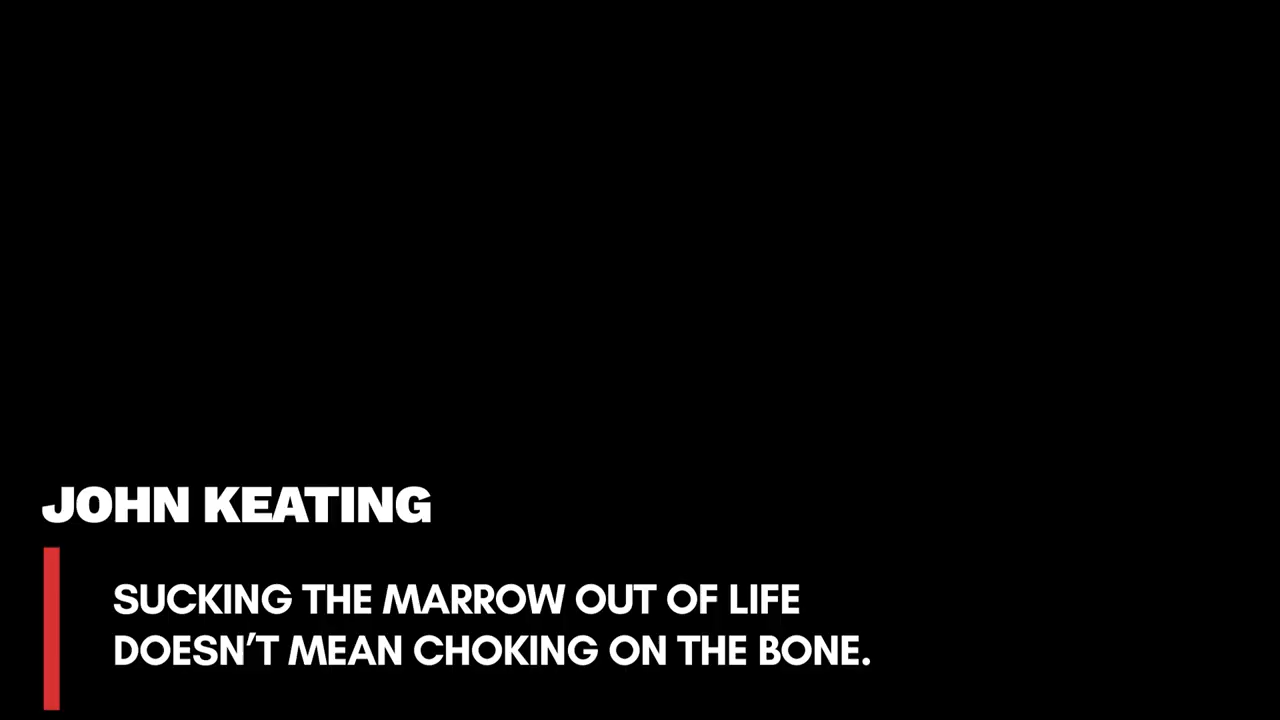 JOHN KEATING
SUCKING THE MARROW OUT OF LIFE
DOESN’T MEAN CHOKING ON THE BONE.